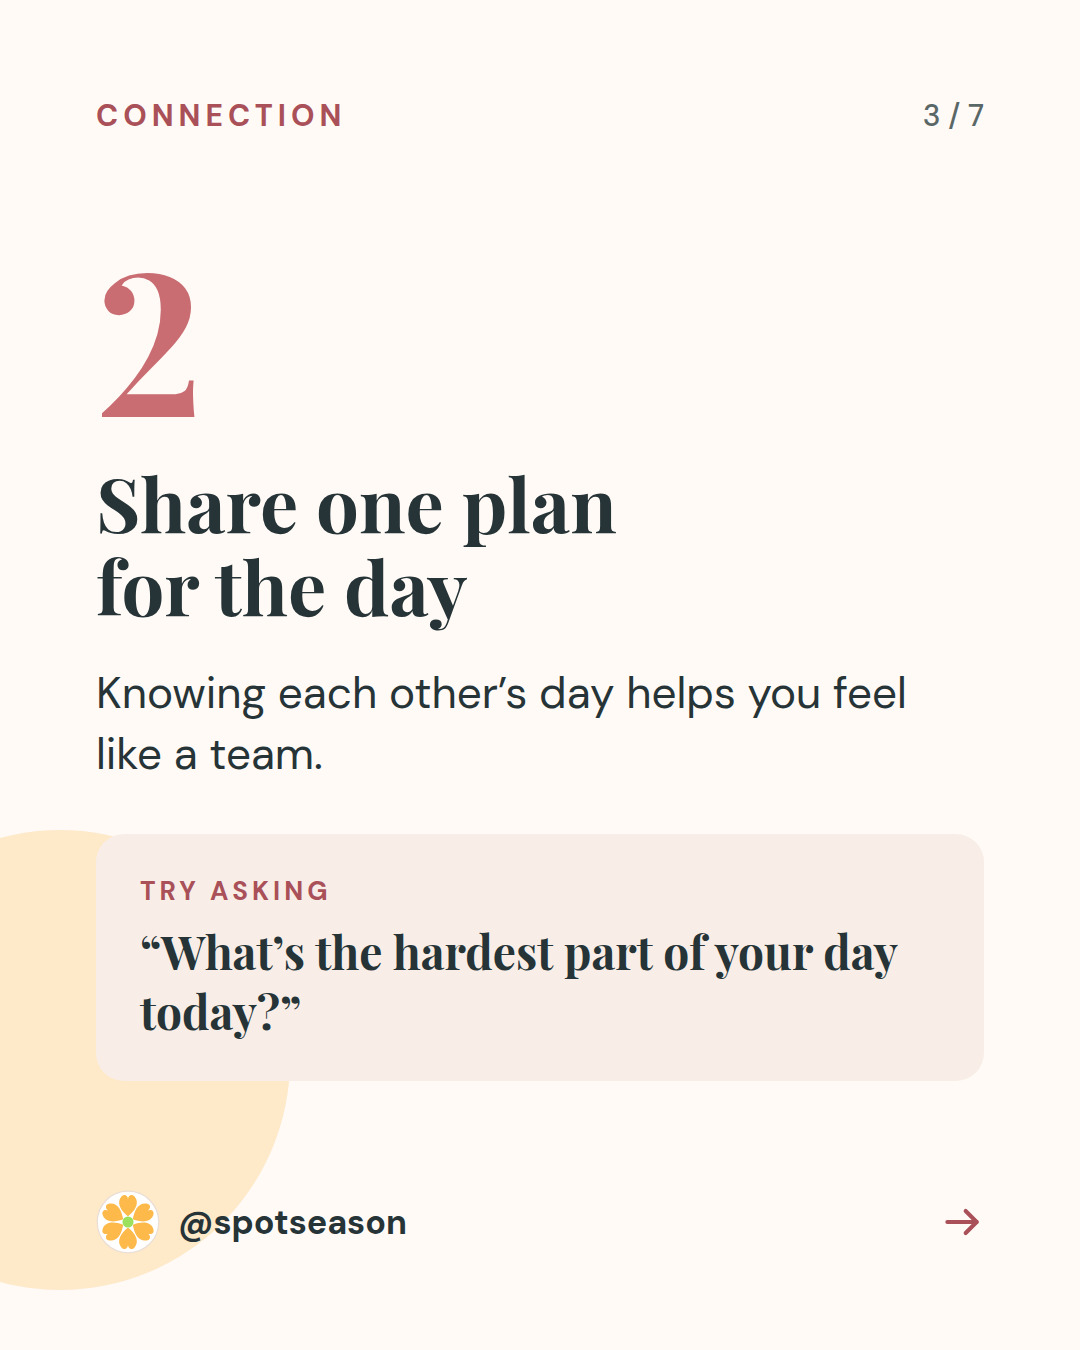 CONNECTION
3 / 7
2
Share one plan
for the day
Knowing each other’s day helps you feel
like a team.
TRY ASKING
“What’s the hardest part of your day
today?”
@spotseason